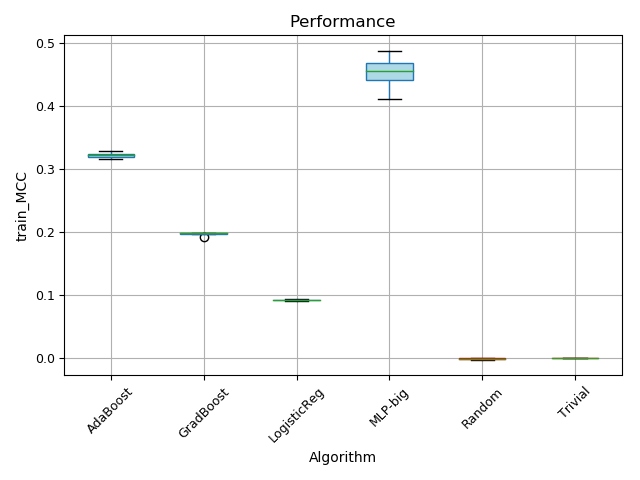 Performance
train_MCC
0.5
0.4
0.3
0.2
0.1
0.0
AdaBoost
GradBoost
LogisticReg
MLP-big
Random
Trivial
Algorithm